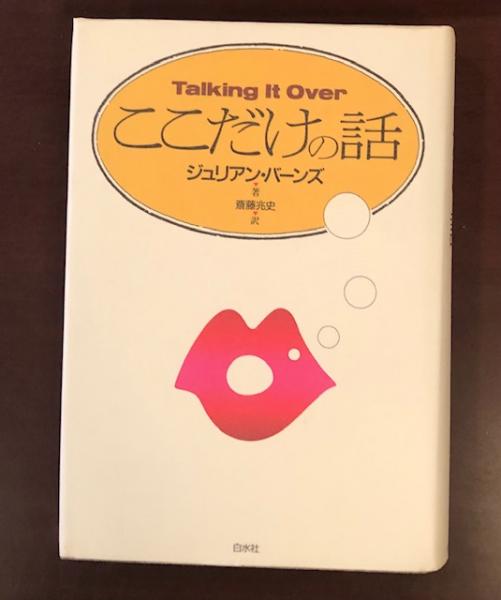 Talking It Over
ここだけの話
ジュリアン・バーンズ
著
斎藤兆史
訳
白水社